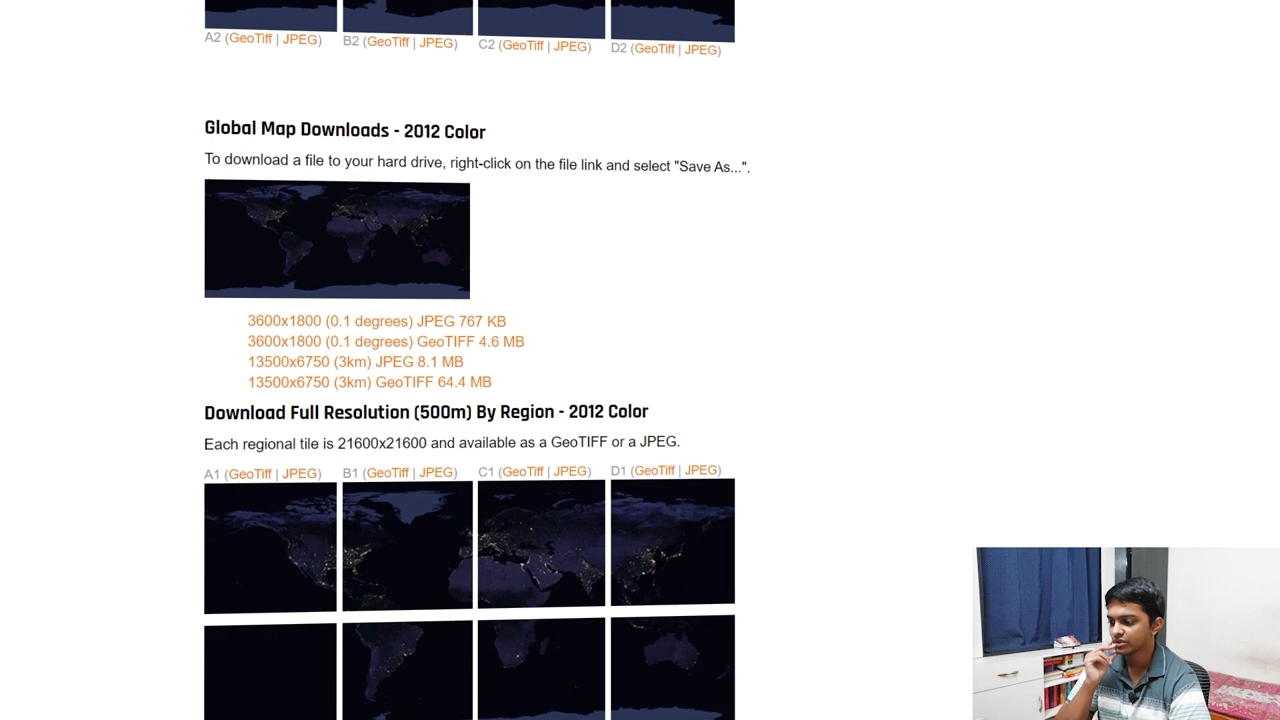 A2 (GeoTiff | JPEG) B2 (GeoTiff | JPEG) C2 (GeoTiff | JPEG) D2 (GeoTiff | JPEG)
Global Map Downloads - 2012 Color
To download a file to your hard drive, right-click on the file link and select "Save As...".
3600x1800 (0.1 degrees) JPEG 767 KB
3600x1800 (0.1 degrees) GeoTIFF 4.6 MB
13500x6750 (3km) JPEG 8.1 MB
13500x6750 (3km) GeoTIFF 64.4 MB
Download Full Resolution (500m) By Region - 2012 Color
Each regional tile is 21600x21600 and available as a GeoTIFF or a JPEG.
A1 (GeoTiff | JPEG) B1 (GeoTiff | JPEG) C1 (GeoTiff | JPEG) D1 (GeoTiff | JPEG)